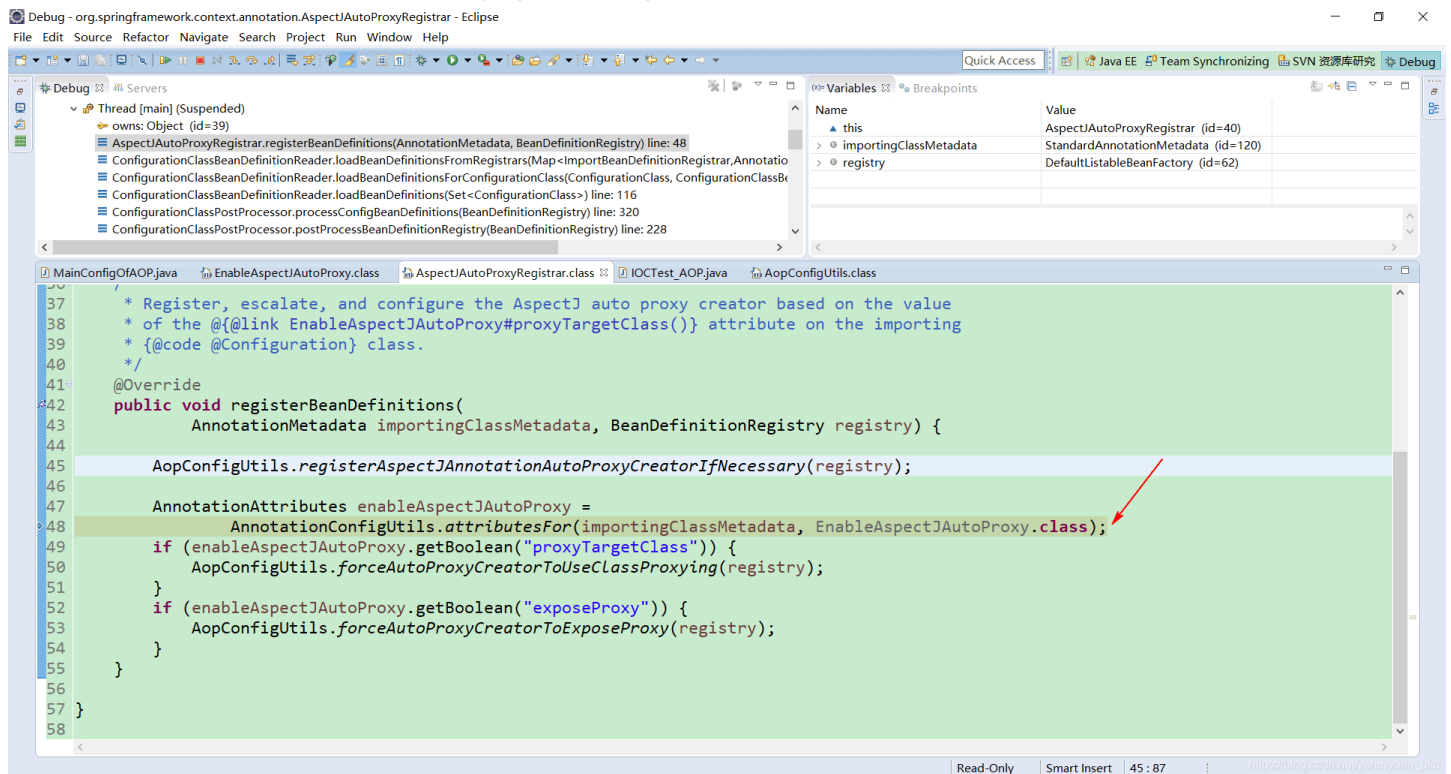 Debug - org.springframework.context.annotation.AspectJAutoProxyRegistrar - Eclipse
File Edit Source Refactor Navigate Search Project Run Window Help
Quick Access Java EE Team Synchronizing SVN 资源库研究 Debug
Debug Servers
Thread [main] (Suspended)
owns: Object (id=39)
AspectJAutoProxyRegistrar.registerBeanDefinitions(AnnotationMetadata, BeanDefinitionRegistry) line: 48
ConfigurationClassBeanDefinitionReader.loadBeanDefinitionsFromRegistrars(Map<ImportBeanDefinitionRegistrar,Annotatio
ConfigurationClassBeanDefinitionReader.loadBeanDefinitionsForConfigurationClass(ConfigurationClass, ConfigurationClassBe
ConfigurationClassBeanDefinitionReader.loadBeanDefinitions(Set<ConfigurationClass>) line: 116
ConfigurationClassPostProcessor.processConfigBeanDefinitions(BeanDefinitionRegistry) line: 320
ConfigurationClassPostProcessor.postProcessBeanDefinitionRegistry(BeanDefinitionRegistry) line: 228
(x)= Variables Breakpoints
Name Value
this AspectJAutoProxyRegistrar (id=40)
importingClassMetadata StandardAnnotationMetadata (id=120)
registry DefaultListableBeanFactory (id=62)
MainConfigOfAOP.java EnableAspectJAutoProxy.class AspectJAutoProxyRegistrar.class IOCTest_AOP.java AopConfigUtils.class
37 * Register, escalate, and configure the AspectJ auto proxy creator based on the value
38 * of the @{@link EnableAspectJAutoProxy#proxyTargetClass()} attribute on the importing
39 * {@code @Configuration} class.
40 */
41 @Override
42 public void registerBeanDefinitions(
43 AnnotationMetadata importingClassMetadata, BeanDefinitionRegistry registry) {
44
45 AopConfigUtils.registerAspectJAnnotationAutoProxyCreatorIfNecessary(registry);
46
47 AnnotationAttributes enableAspectJAutoProxy =
48 AnnotationConfigUtils.attributesFor(importingClassMetadata, EnableAspectJAutoProxy.class);
49 if (enableAspectJAutoProxy.getBoolean("proxyTargetClass")) {
50 AopConfigUtils.forceAutoProxyCreatorToUseClassProxying(registry);
51 }
52 if (enableAspectJAutoProxy.getBoolean("exposeProxy")) {
53 AopConfigUtils.forceAutoProxyCreatorToExposeProxy(registry);
54 }
55 }
56
57 }
58
Read-Only Smart Insert 45 : 87
https://blog.csdn.net/yerenyuan_pku